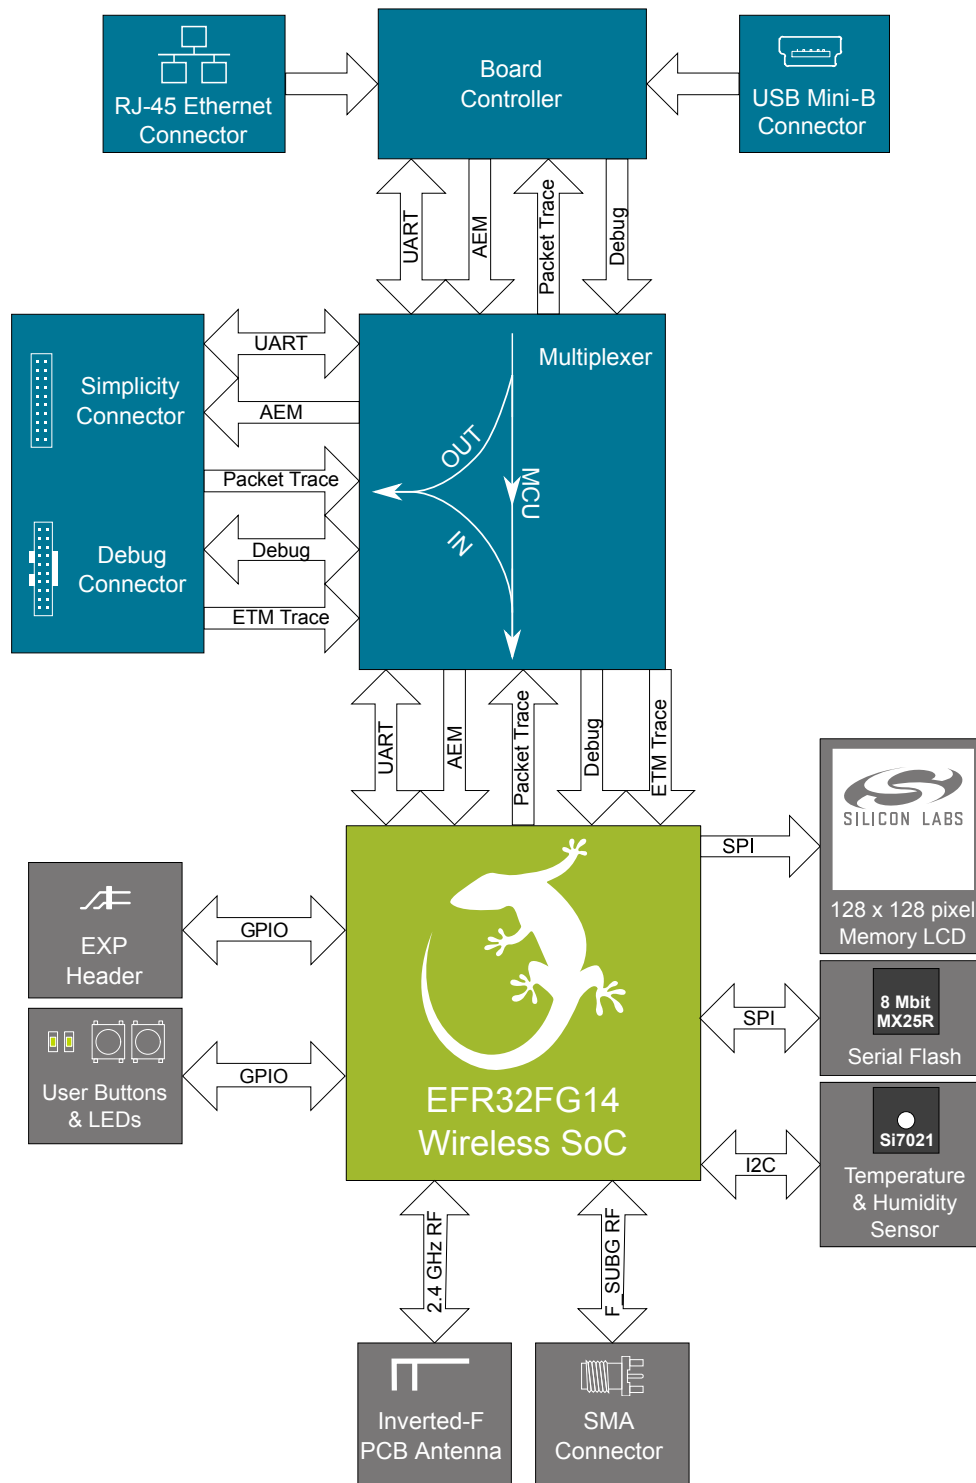 RJ-45 Ethernet
Connector
Board
Controller
USB Mini-B
Connector
UART
AEM
Packet Trace
Debug
Simplicity
Connector
Debug
Connector
UART
AEM
Packet Trace
Debug
ETM Trace
Multiplexer
OUT
MCU
IN
UART
AEM
Packet Trace
Debug
ETM Trace
SILICON LABS
128 x 128 pixel
Memory LCD
SPI
EXP
Header
GPIO
8 Mbit
MX25R
Serial Flash
SPI
User Buttons
& LEDs
GPIO
EFR32FG14
Wireless SoC
Si7021
Temperature
& Humidity
Sensor
I2C
2.4 GHz RF
F_SUBG RF
Inverted-F
PCB Antenna
SMA
Connector